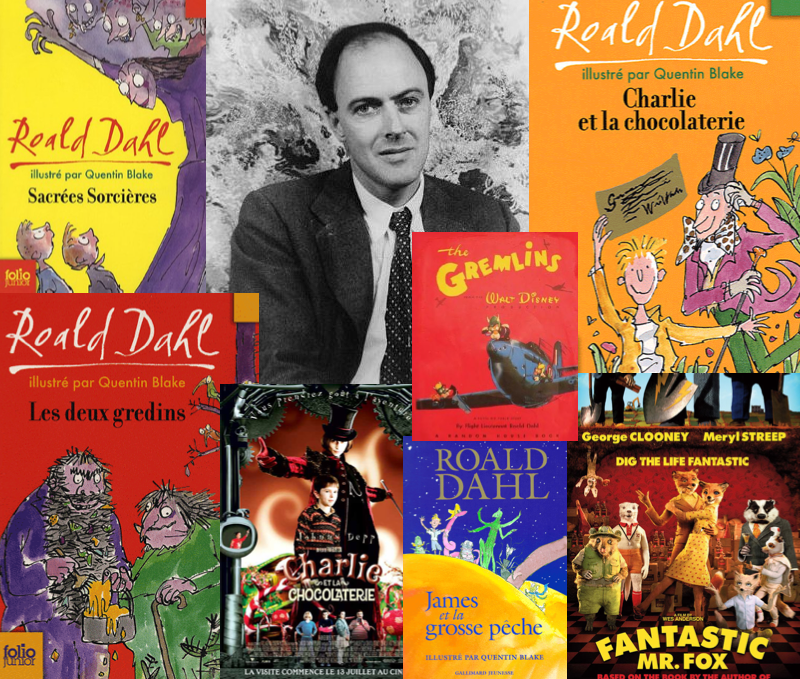 Roald Dahl
illustré par Quentin Blake
Sacrées Sorcières
folio
junior
Roald Dahl
illustré par Quentin Blake
Charlie
et la chocolaterie
the
GREMLINS
WALT DISNEY
By Flight Lieutenant Roald Dahl
A RANDOM HOUSE BOOK
Roald Dahl
illustré par Quentin Blake
Les deux gredins
folio
junior
Johnny Depp
Charlie
ET LA
CHOCOLATERIE
LA VISITE COMMENCE LE 13 JUILLET AU CIN
ROALD
DAHL
James
et la
grosse pêche
ILLUSTRÉ PAR QUENTIN BLAKE
GALLIMARD JEUNESSE
George CLOONEY Meryl STREEP
DIG THE LIFE FANTASTIC
A FILM BY
WES ANDERSON
FANTASTIC
MR. FOX
BASED ON THE BOOK BY THE AUTHOR OF